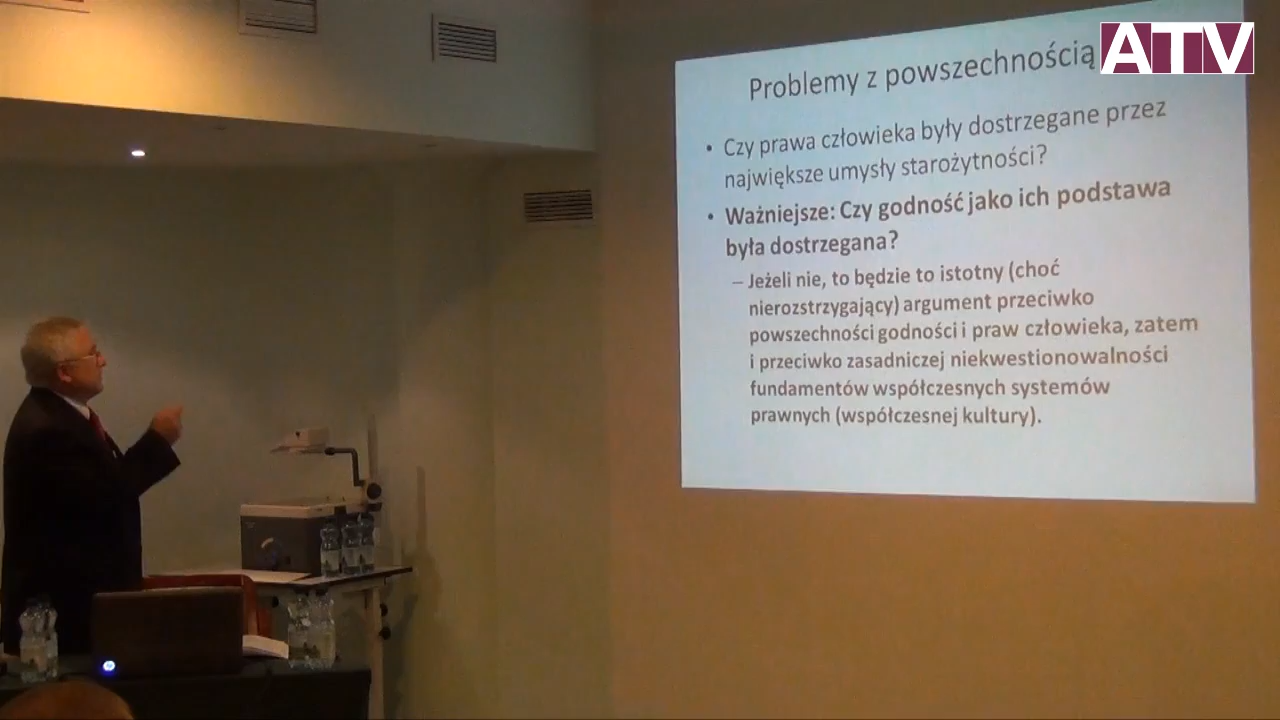 ATV
Problemy z powszechnością
• Czy prawa człowieka były dostrzegane przez
największe umysły starożytności?
• Ważniejsze: Czy godność jako ich podstawa
była dostrzegana?
– Jeżeli nie, to będzie to istotny (choć
nierozstrzygający) argument przeciwko
powszechności godności i praw człowieka, zatem
i przeciwko zasadniczej niekwestionowalności
fundamentów współczesnych systemów
prawnych (współczesnej kultury).